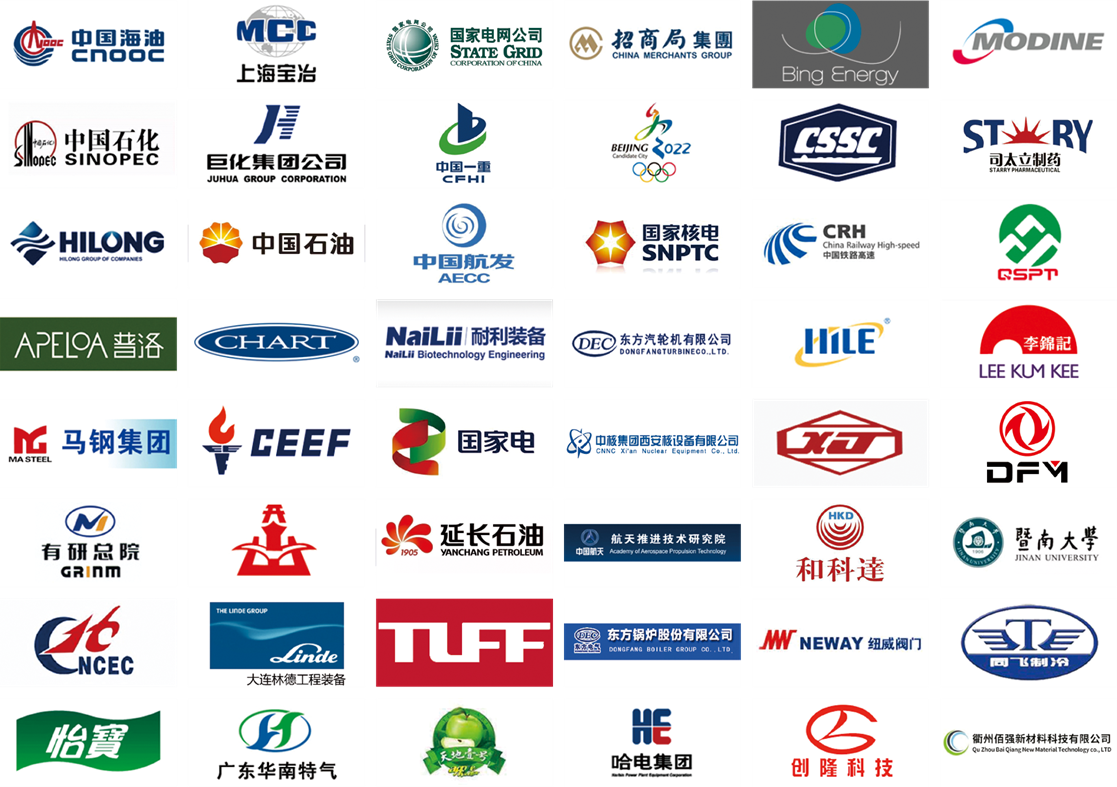 中国海油
CNOOC
MCC
上海宝冶
国家电网公司
STATE GRID
CORPORATION OF CHINA
STATE GRID CORPORATION OF CHINA
招商局集團
CHINA MERCHANTS GROUP
Bing Energy
MODINE
中国石化
SINOPEC
SINOPEC
巨化集团公司
JUHUA GROUP CORPORATION
中国一重
CFHI
BEIJING 2022
Candidate City
CSSC
STARRY
司太立制药
STARRY PHARMACEUTICAL
HILONG
HILONG GROUP OF COMPANIES
中国石油
中国航发
AECC
国家核电
SNPTC
CRH
China Railway High-speed
中国铁路高速
QSPT
APELOA 普洛
CHART
NaiLii 耐利装备
NaiLii Biotechnology Engineering
DEC 东方汽轮机有限公司
DONGFANGTURBINECO.,LTD.
HiLE
李錦記
LEE KUM KEE
MA STEEL
马钢集团
CEEF
国家电
中核集团西安核设备有限公司
CNNC Xi'an Nuclear Equipment Co., Ltd.
XJ
DFM
有研总院
GRINM
1905
延长石油
YANCHANG PETROLEUM
中国航天
航天推进技术研究院
Academy of Aerospace Propulsion Technology
HKD
和科達
暨南大學
JINAN UNIVERSITY
1906
16
CNCEC
THE LINDE GROUP
Linde
大连林德工程装备
TUFF
DEC
东方锅炉股份有限公司
DONGFANG BOILER GROUP CO., LTD.
NEWAY 纽威阀门
同飞制冷
怡寶
广东华南特气
天地壹号
HE
哈电集团
Harbin Power Plant Equipment Corporation
创隆科技
衢州佰强新材料科技有限公司
Qu Zhou Bai Qiang New Material Technology co., LTD